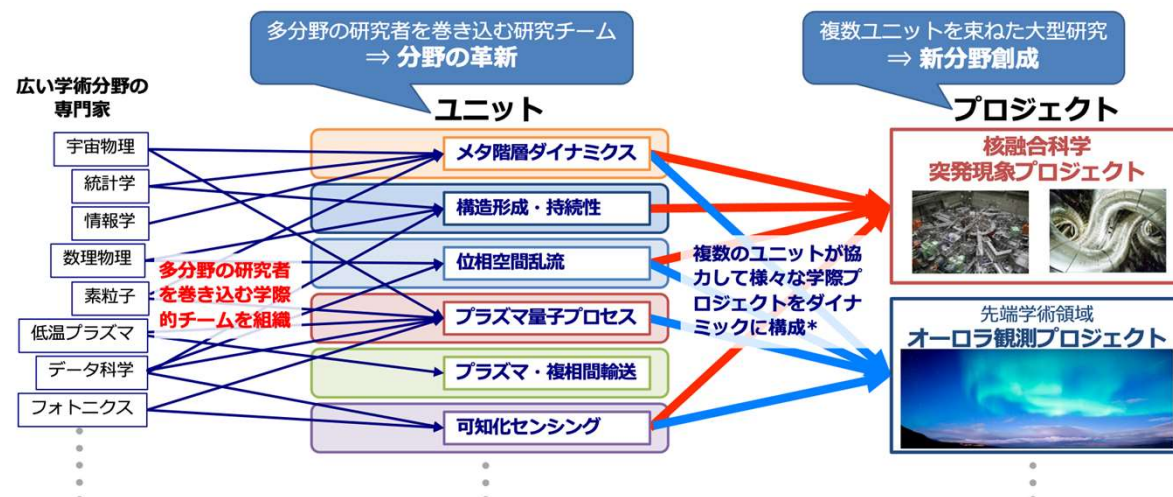 多分野の研究者を巻き込む研究チーム
⇒ 分野の革新
複数ユニットを束ねた大型研究
⇒ 新分野創成
広い学術分野の
専門家
ユニット
プロジェクト
宇宙物理
統計学
情報学
数理物理
素粒子
低温プラズマ
データ科学
フォトニクス
多分野の研究者
を巻き込む学際
的チームを組織
メタ階層ダイナミクス
構造形成・持続性
位相空間乱流
プラズマ量子プロセス
プラズマ・複相間輸送
可知化センシング
複数のユニットが協
力して様々な学際プ
ロジェクトをダイナ
ミックに構成*
核融合科学
突発現象プロジェクト
先端学術領域
オーロラ観測プロジェクト